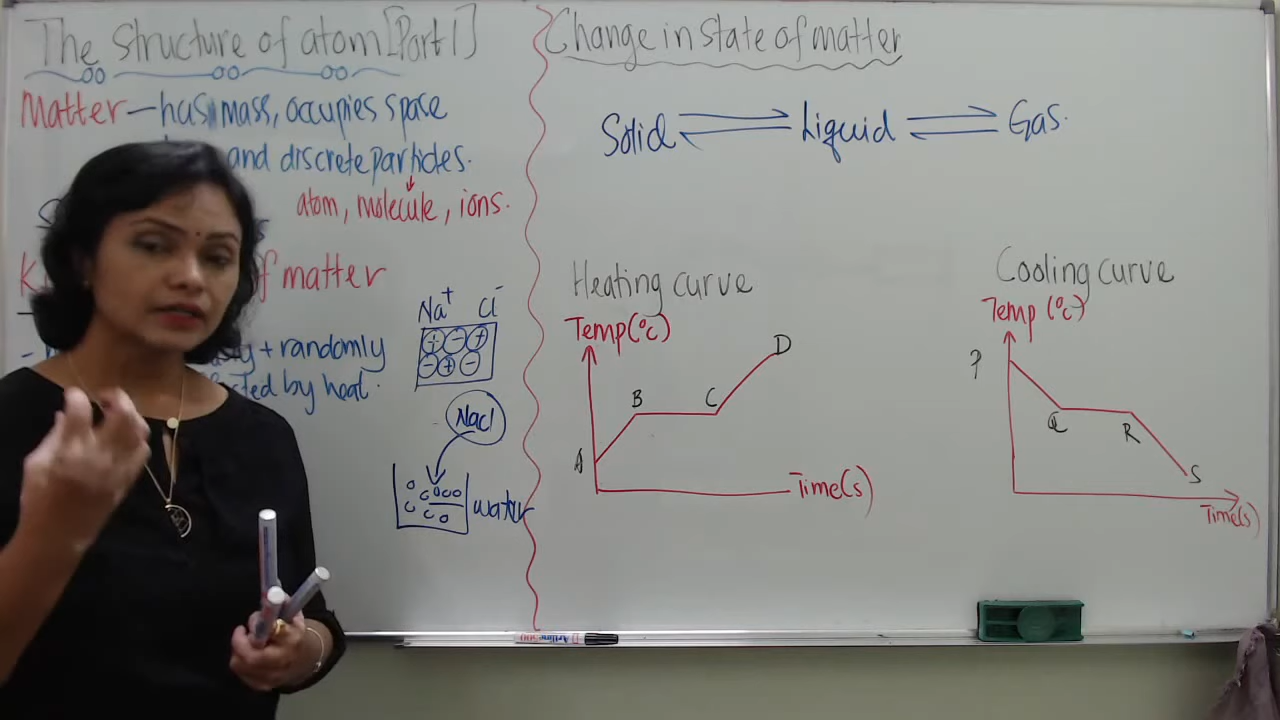 The Structure of atom [Part 1]
Matter – has mass, occupies space
and discrete particles.
atom, molecule, ions.
of matter
+ randomly
by heat.
Na⁺ Cl⁻
+ − +
− + −
NaCl
water
Change in state of matter
Solid ⇌ Liquid ⇌ Gas.
Heating curve
Temp(°C)
A
B
C
D
Time(s)
Cooling curve
Temp (°C)
P
Q
R
S
Time(s)
Artline